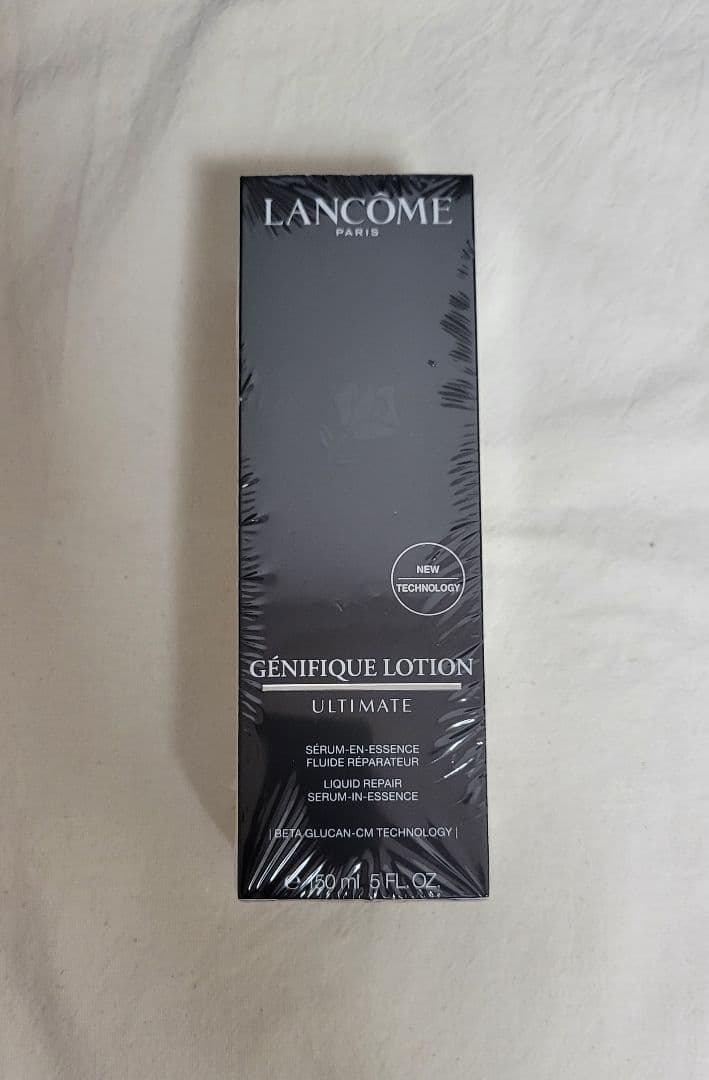 LANCÔME
PARIS
NEW
TECHNOLOGY
GÉNIFIQUE LOTION
ULTIMATE
SÉRUM-EN-ESSENCE
FLUIDE RÉPARATEUR
LIQUID REPAIR
SERUM-IN-ESSENCE
| BETA GLUCAN-CM TECHNOLOGY |
℮ 150 ml 5 FL. OZ.